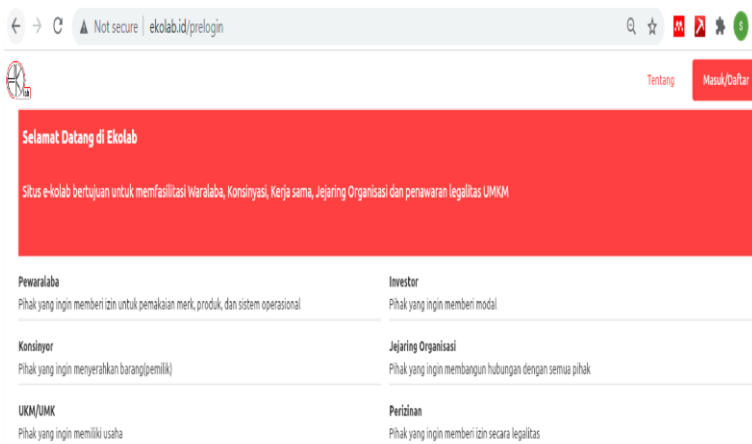 Not secure | ekolab.id/prelogin
S
lab
Tentang
Masuk/Daftar
Selamat Datang di Ekolab
Situs e-kolab bertujuan untuk memfasilitasi Waralaba, Konsinyasi, Kerja sama, Jejaring Organisasi dan penawaran legalitas UMKM
Pewaralaba
Pihak yang ingin memberi izin untuk pemakaian merk, produk, dan sistem operasional
Investor
Pihak yang ingin memberi modal
Konsinyor
Pihak yang ingin menyerahkan barang(pemilik)
Jejaring Organisasi
Pihak yang ingin membangun hubungan dengan semua pihak
UKM/UMK
Pihak yang ingin memiliki usaha
Perizinan
Pihak yang ingin memberi izin secara legalitas